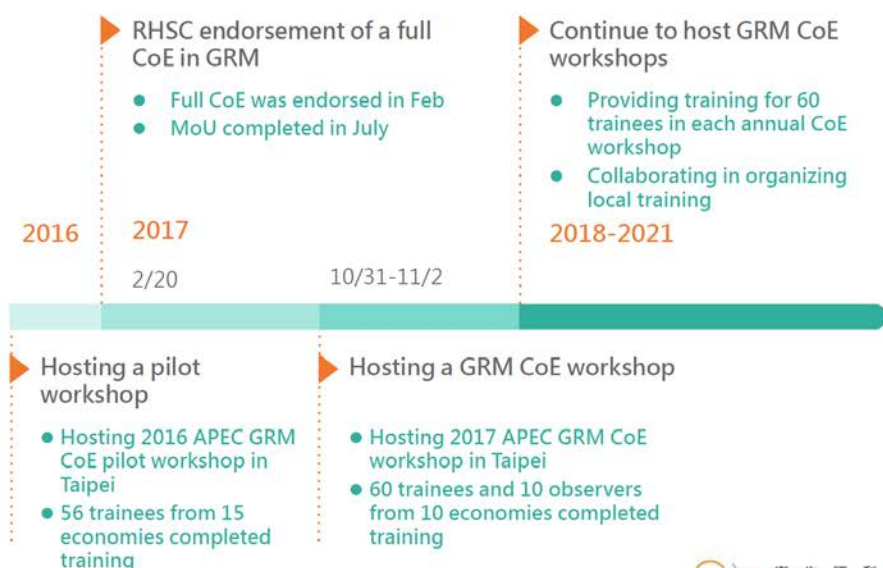 RHSC endorsement of a full
CoE in GRM
● Full CoE was endorsed in Feb
● MoU completed in July
Continue to host GRM CoE
workshops
● Providing training for 60
trainees in each annual CoE
workshop
● Collaborating in organizing
local training
2016
2017
2018-2021
2/20
10/31-11/2
Hosting a pilot
workshop
● Hosting 2016 APEC GRM
CoE pilot workshop in
Taipei
● 56 trainees from 15
economies completed
training
Hosting a GRM CoE workshop
● Hosting 2017 APEC GRM CoE
workshop in Taipei
● 60 trainees and 10 observers
from 10 economies completed
training